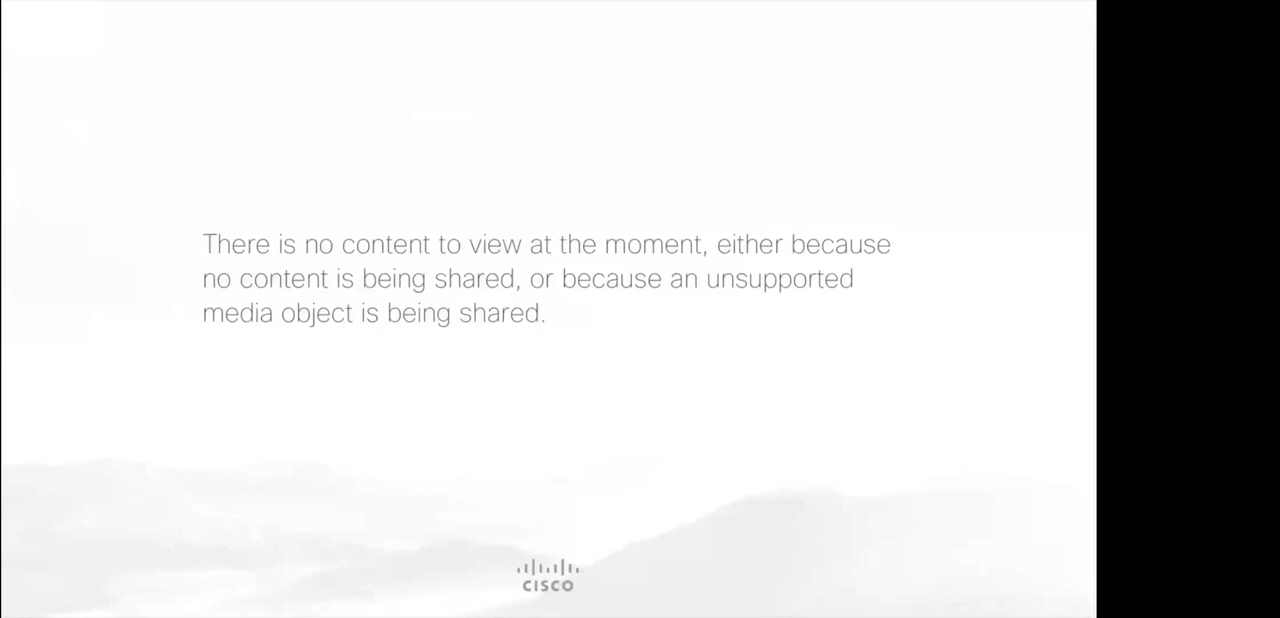 There is no content to view at the moment, either because
no content is being shared, or because an unsupported
media object is being shared.
CISCO